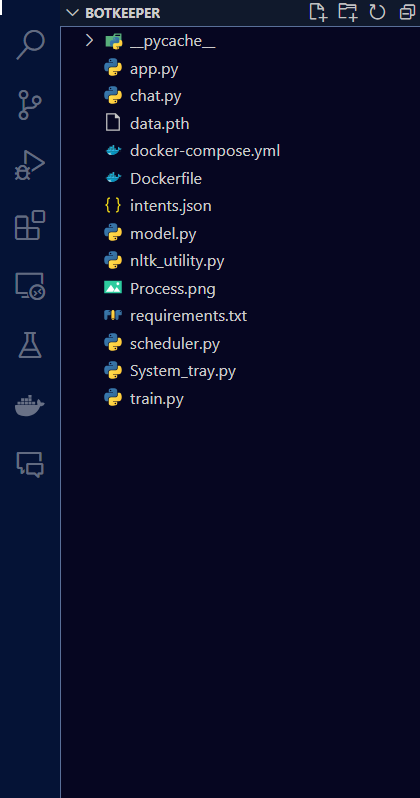 BOTKEEPER
__pycache__
app.py
chat.py
data.pth
docker-compose.yml
Dockerfile
intents.json
model.py
nltk_utility.py
Process.png
requirements.txt
scheduler.py
System_tray.py
train.py